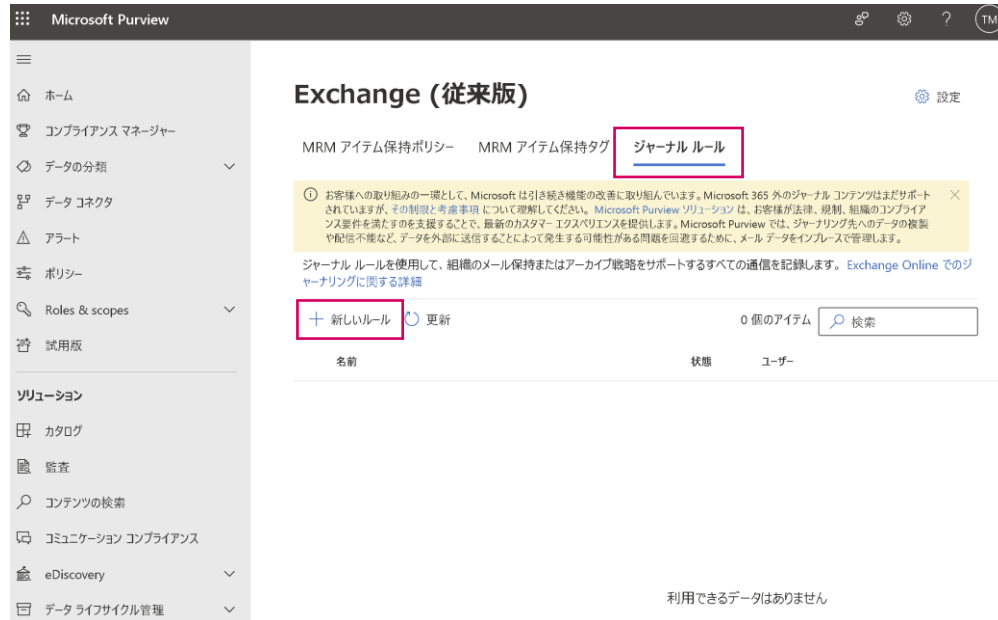 Microsoft Purview
?
TM
ホーム
コンプライアンス マネージャー
データの分類
データ コネクタ
アラート
ポリシー
Roles & scopes
試用版
ソリューション
カタログ
監査
コンテンツの検索
コミュニケーション コンプライアンス
eDiscovery
データ ライフサイクル管理
Exchange (従来版)
設定
MRM アイテム保持ポリシー MRM アイテム保持タグ ジャーナル ルール
お客様への取り組みの一環として、Microsoft は引き続き機能の改善に取り組んでいます。Microsoft 365 外のジャーナル コンテンツはまだサポート
されていますが、その制限と考慮事項 について理解してください。 Microsoft Purview ソリューション は、お客様が法律、規制、組織のコンプライア
ンス要件を満たすのを支援することで、最新のカスタマー エクスペリエンスを提供します。Microsoft Purview では、ジャーナリング先へのデータの複製
や配信不能など、データを外部に送信することによって発生する可能性がある問題を回避するために、メール データをインプレースで管理します。
ジャーナル ルールを使用して、組織のメール保持またはアーカイブ戦略をサポートするすべての通信を記録します。 Exchange Online でのジ
ャーナリングに関する詳細
新しいルール 更新 0 個のアイテム 検索
名前 状態 ユーザー
利用できるデータはありません